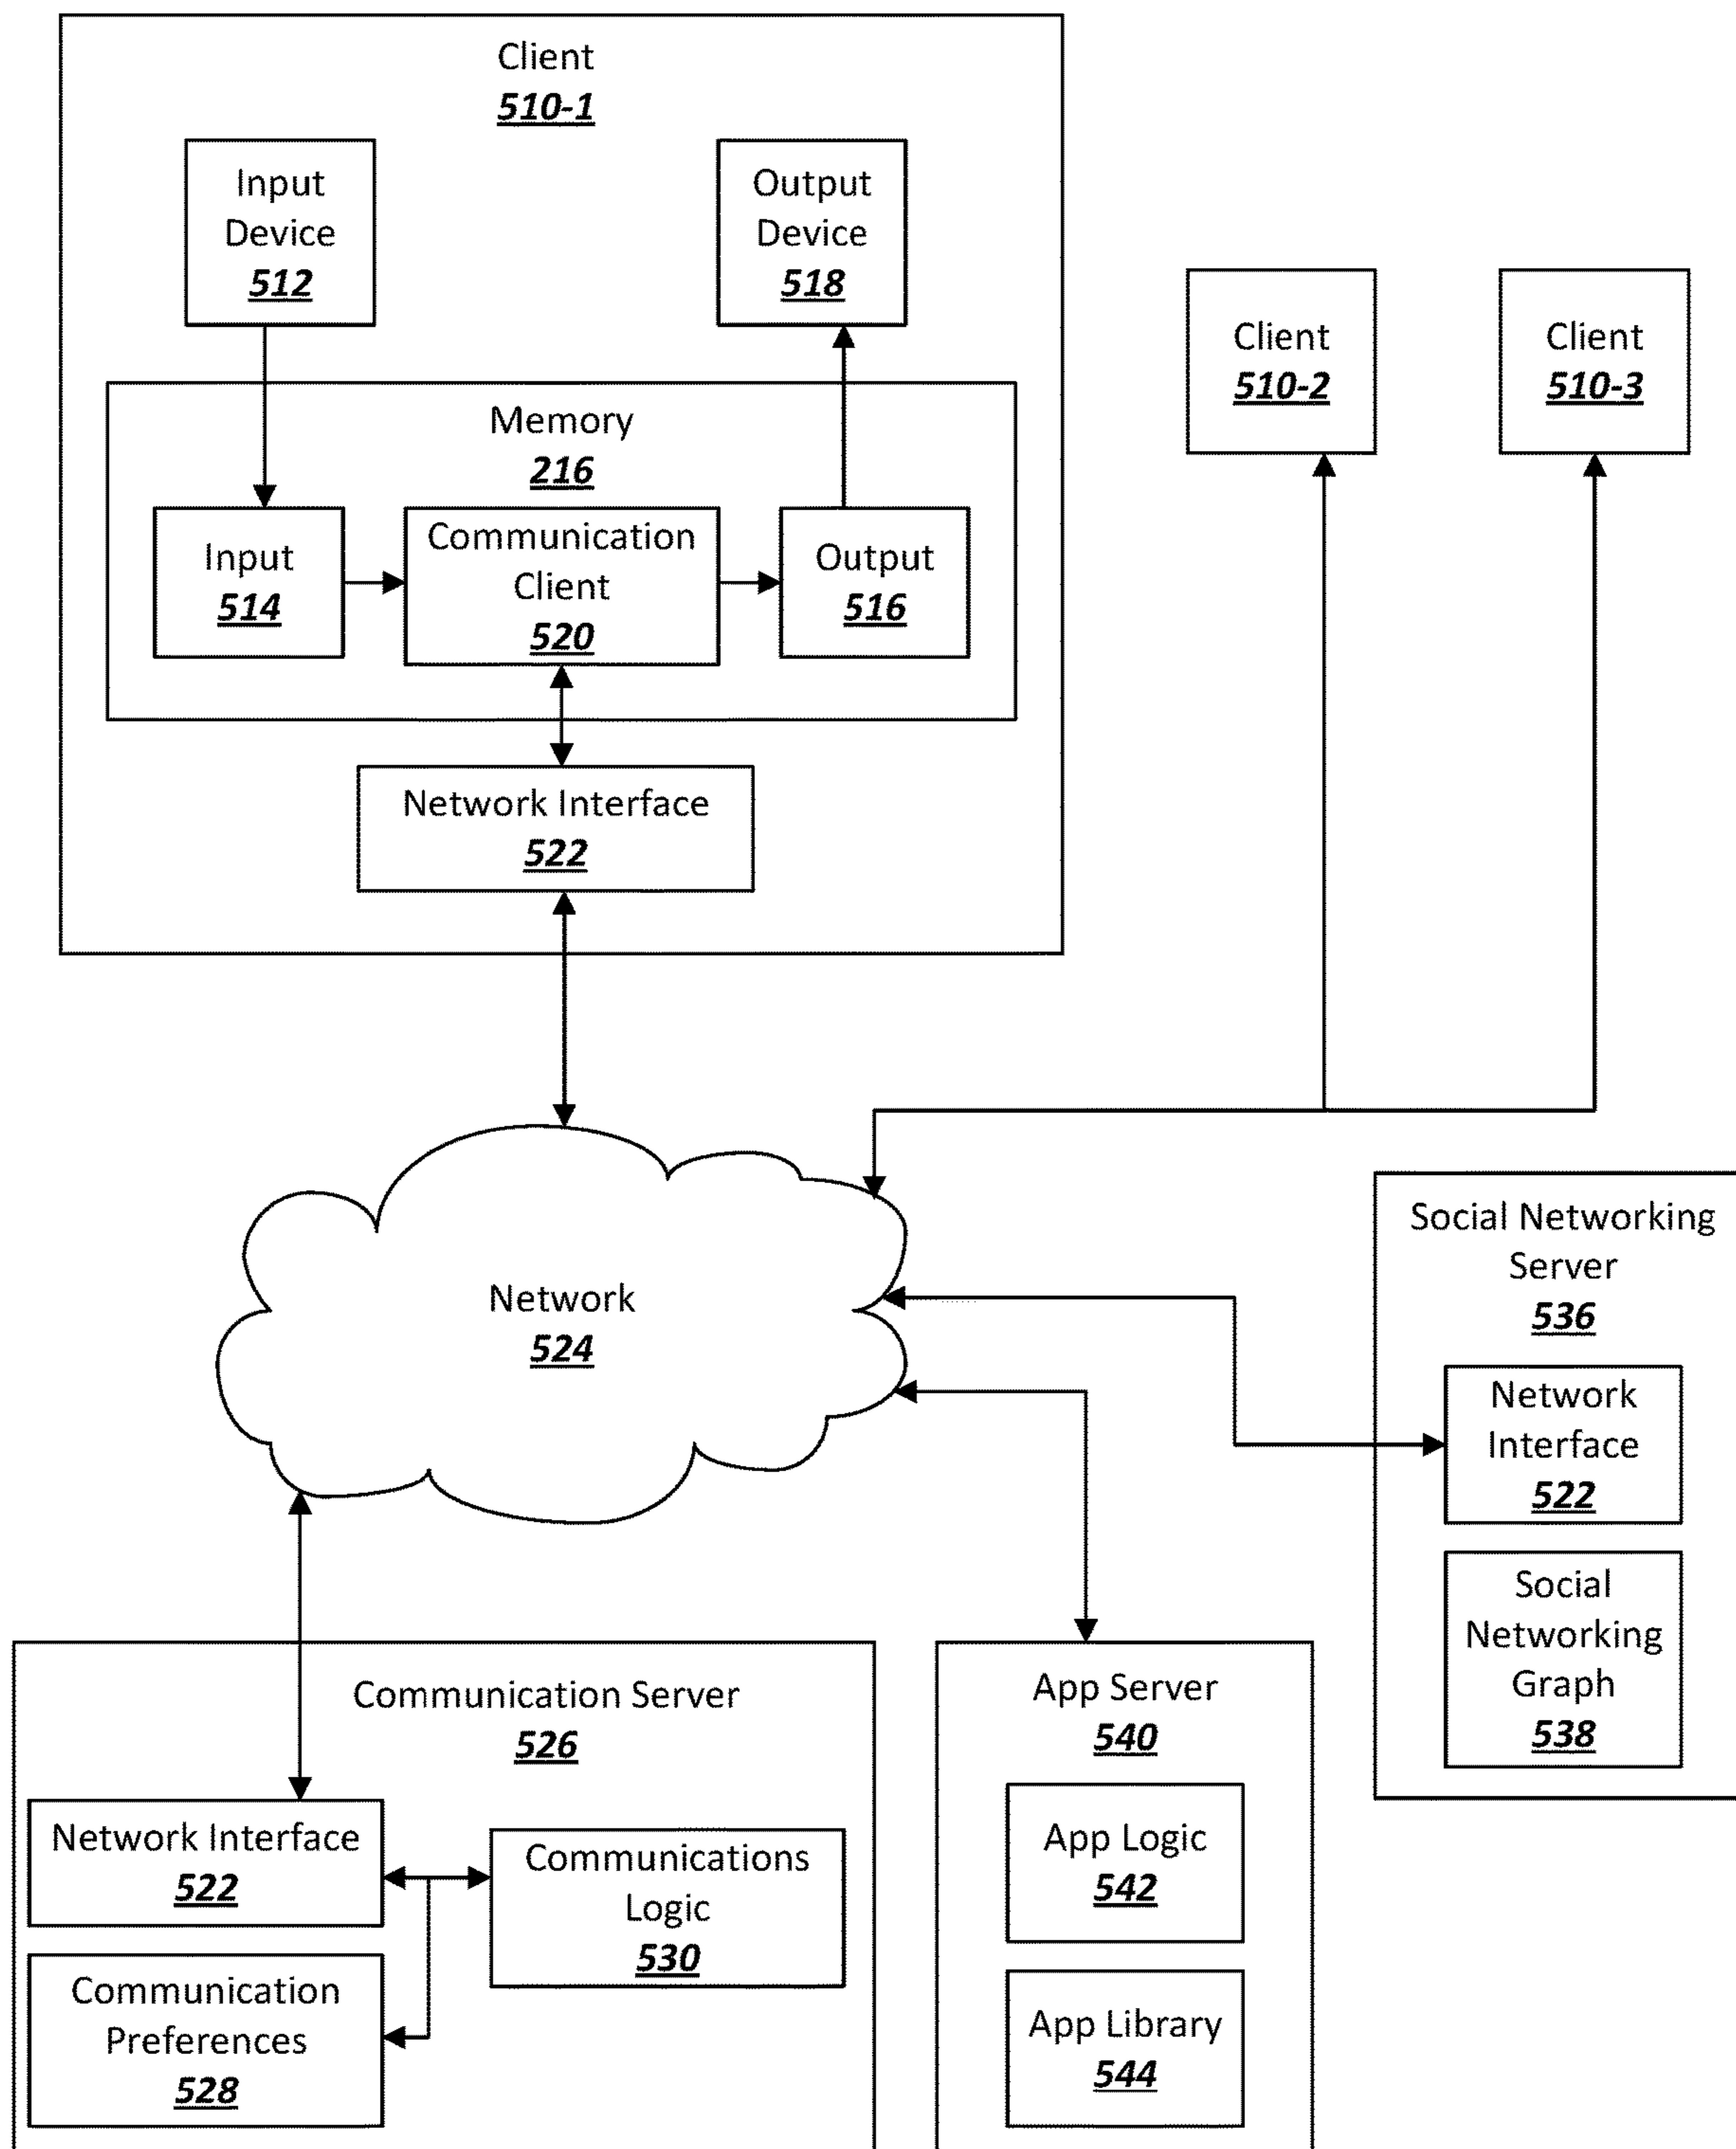 Client
510-1
Input
Device
512
Output
Device
518
Client
510-2
Client
510-3
Memory
216
Input
514
Communication
Client
520
Output
516
Network Interface
522
Network
524
Social Networking
Server
536
Network
Interface
522
Social
Networking
Graph
538
Communication Server
526
Network Interface
522
Communications
Logic
530
Communication
Preferences
528
App Server
540
App Logic
542
App Library
544